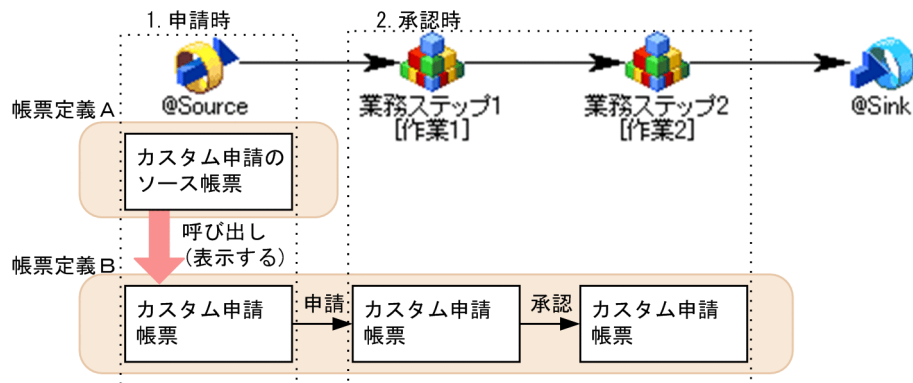 1. 申請時
2. 承認時
@Source
業務ステップ1
[作業1]
業務ステップ2
[作業2]
@Sink
帳票定義A
カスタム申請の
ソース帳票
呼び出し
(表示する)
帳票定義B
カスタム申請
帳票
申請
カスタム申請
帳票
承認
カスタム申請
帳票